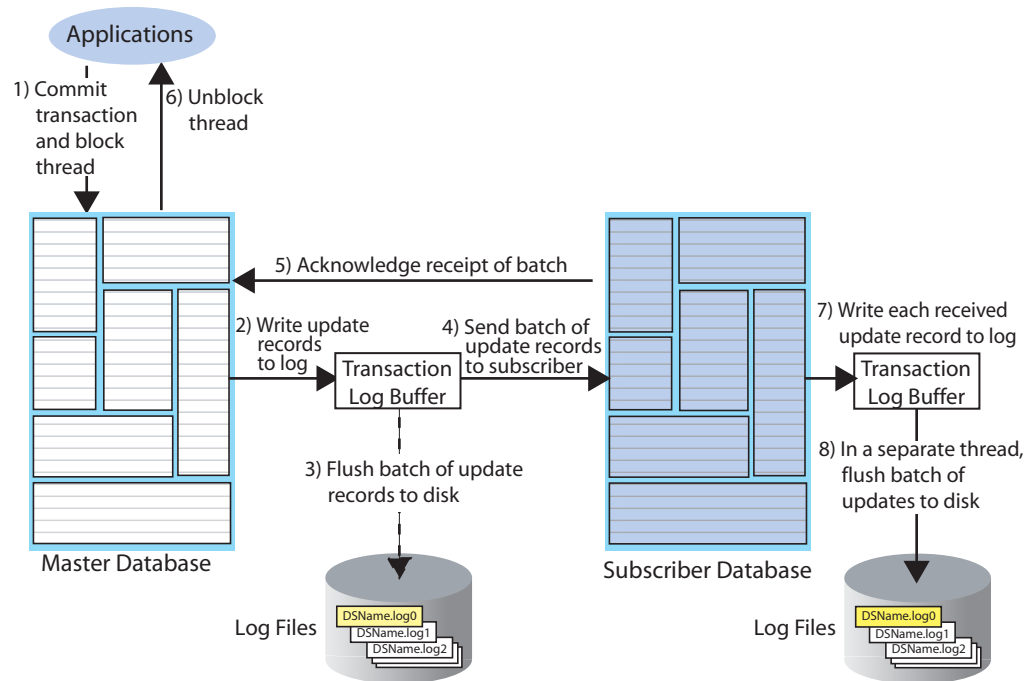 Applications
1) Commit
transaction
and block
thread
6) Unblock
thread
5) Acknowledge receipt of batch
2) Write update
records
to log
4) Send batch of
update records
to subscriber
7) Write each received
update record to log
Transaction
Log Buffer
Transaction
Log Buffer
3) Flush batch of update
records to disk
8) In a separate thread,
flush batch of
updates to disk
Master Database
Subscriber Database
Log Files
DSName.log0
DSName.log1
DSName.log2
Log Files
DSName.log0
DSName.log1
DSName.log2